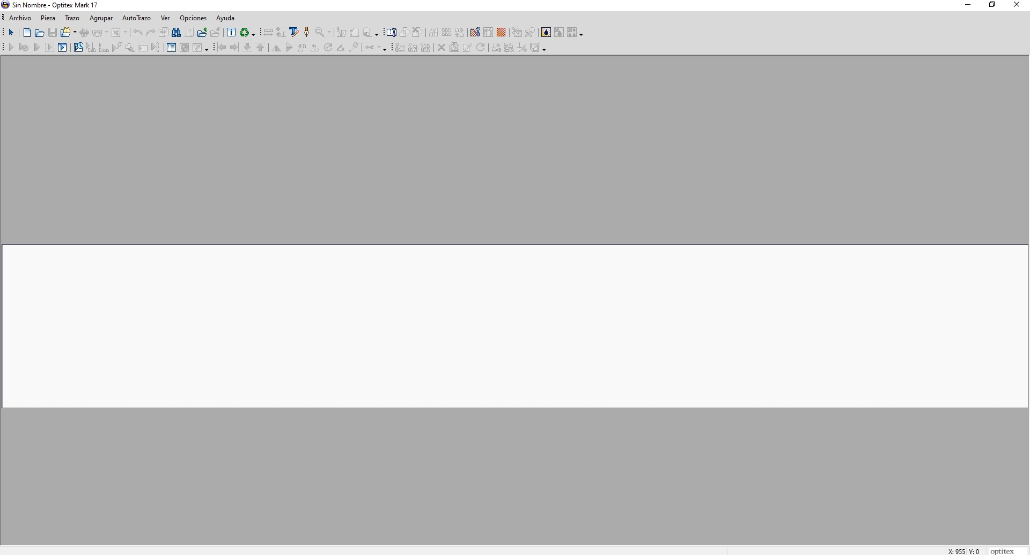 Sin Nombre - Optitex Mark 17
Archivo Pieza Trazo Agrupar AutoTrazo Ver Opciones Ayuda
X: 955 Y: 0 optitex